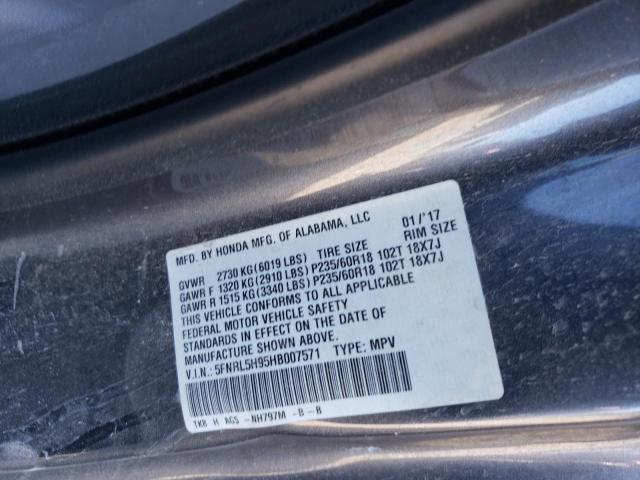 MFD. BY HONDA MFG. OF ALABAMA, LLC 01/'17
GVWR 2730 KG(6019 LBS) TIRE SIZE RIM SIZE
GAWR F 1320 KG(2910 LBS)P235/60R18 102T 18X7J
GAWR R 1515 KG(3340 LBS)P235/60R18 102T 18X7J
THIS VEHICLE CONFORMS TO ALL APPLICABLE
FEDERAL MOTOR VEHICLE SAFETY
STANDARDS IN EFFECT ON THE DATE OF
MANUFACTURE SHOWN ABOVE.
V.I.N.: 5FNRL5H95HB007571 TYPE: MPV
TK8 H AGS -NH797M -B -B